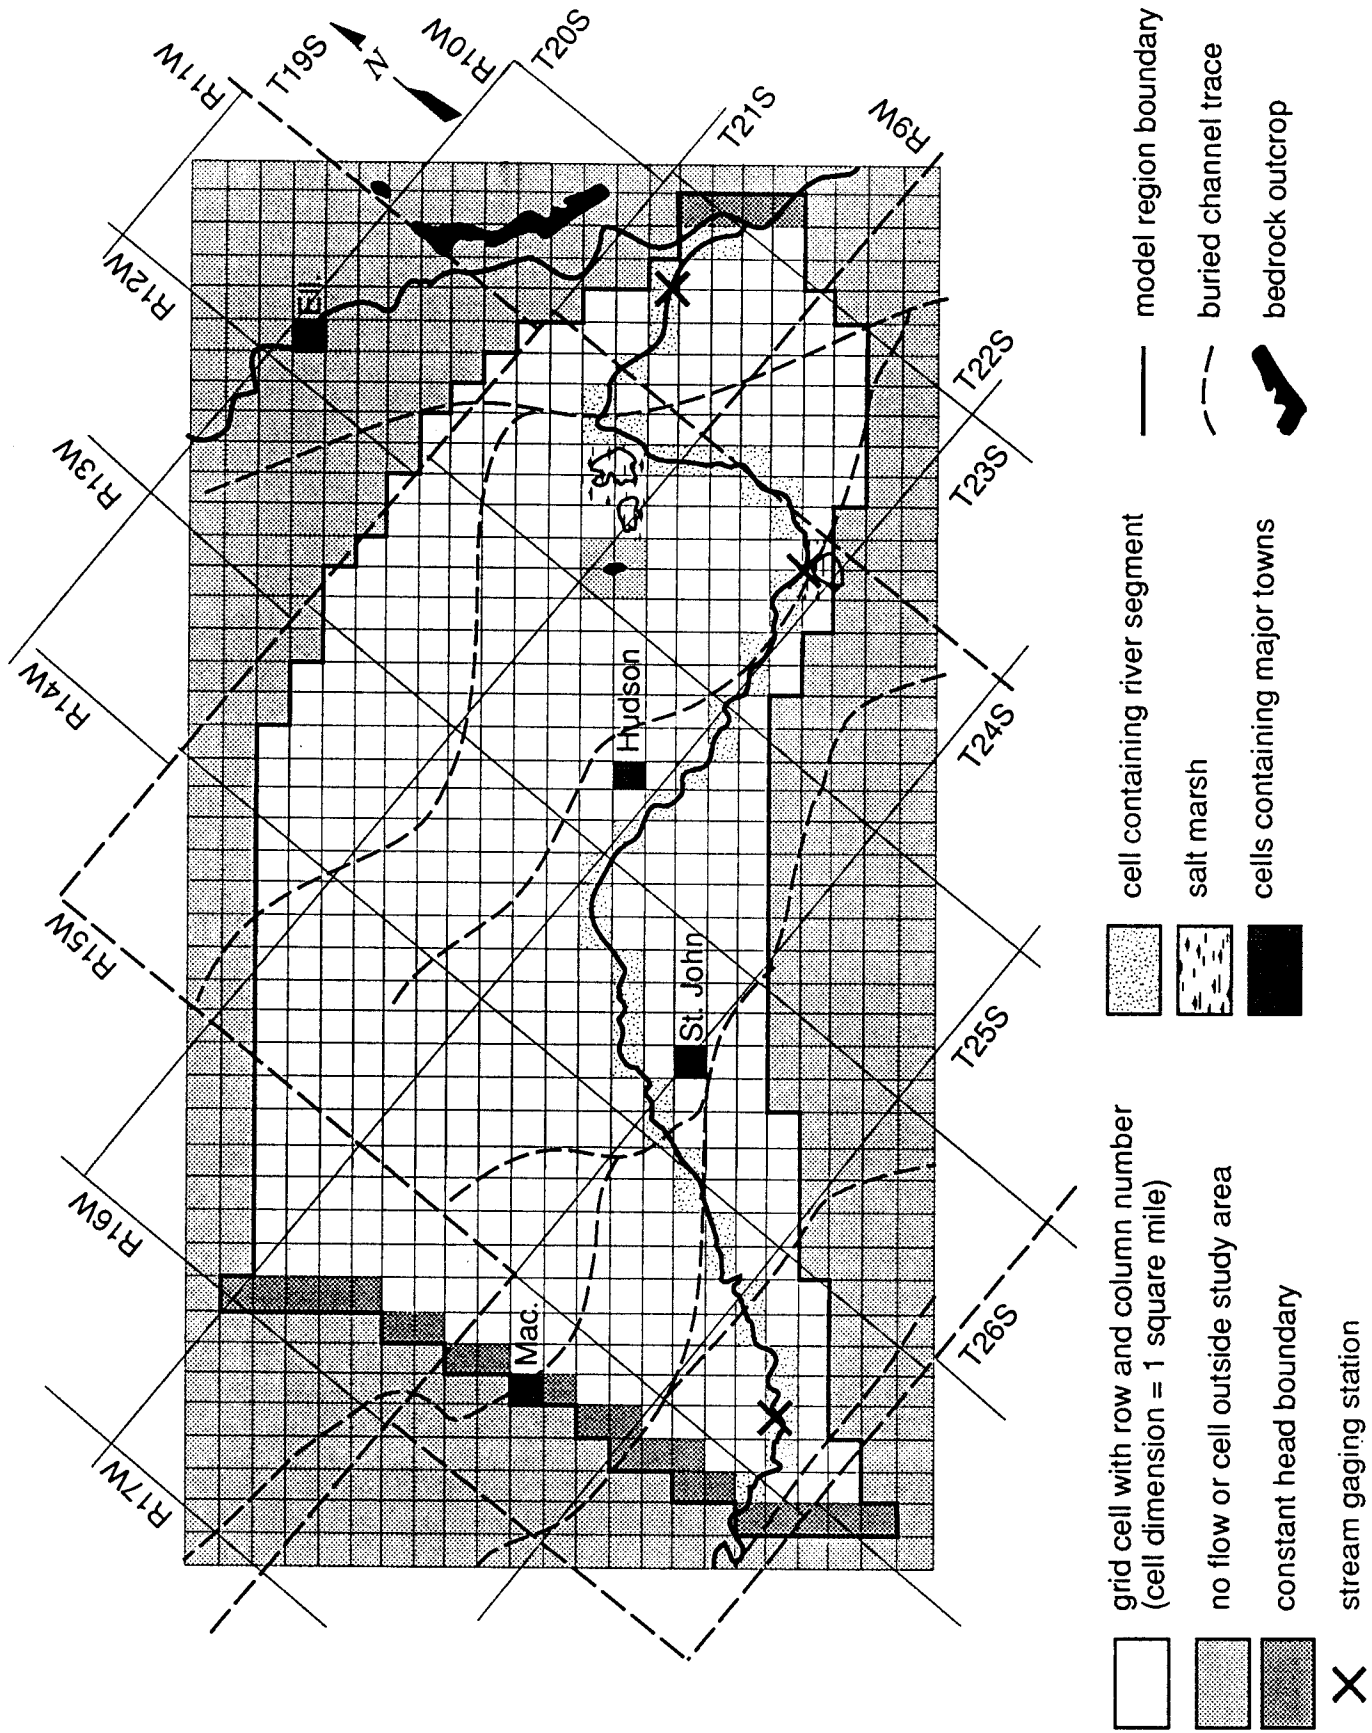 R11W
T19S
N
R10W
T20S
T21S
R9W
R12W
R13W
R14W
R15W
R16W
R17W
Ell.
Hudson
St. John
Mac.
T22S
T23S
T24S
T25S
T26S
grid cell with row and column number
(cell dimension = 1 square mile)
no flow or cell outside study area
constant head boundary
stream gaging station
cell containing river segment
salt marsh
cells containing major towns
model region boundary
buried channel trace
bedrock outcrop